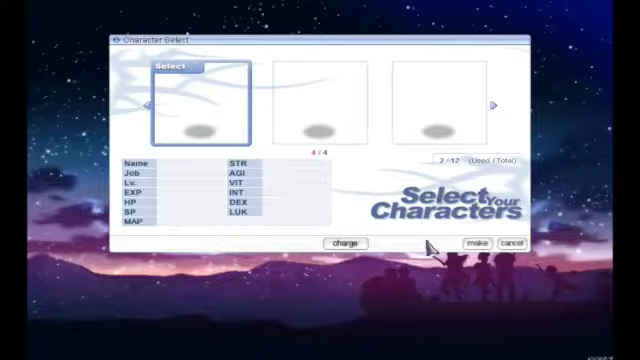 Character Select
Select
4 / 4
2 / 12 (Used / Total)
Name STR
Job AGI
Lv. VIT
EXP INT
HP DEX
SP LUK
MAP
Select Your
Characters
charge make cancel